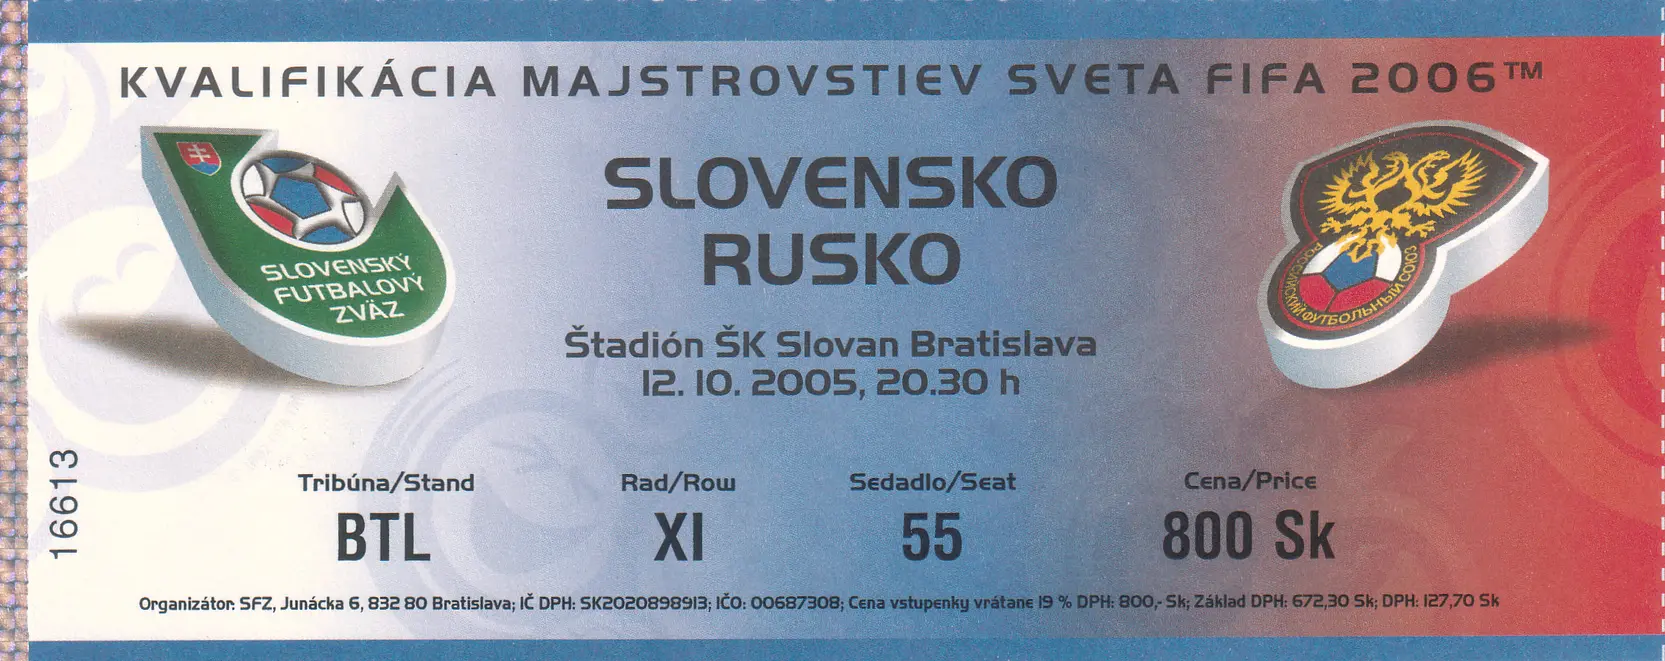 KVALIFIKÁCIA MAJSTROVSTIEV SVETA FIFA 2006™
SLOVENSKO
RUSKO
SLOVENSKÝ
FUTBALOVÝ
ZVÄZ
РОССИЙСКИЙ ФУТБОЛЬНЫЙ СОЮЗ
Štadión ŠK Slovan Bratislava
12. 10. 2005, 20.30 h
16613
Tribúna/Stand Rad/Row Sedadlo/Seat Cena/Price
BTL XI 55 800 Sk
Organizátor: SFZ, Junácka 6, 832 80 Bratislava; IČ DPH: SK2020898913; IČO: 00687308; Cena vstupenky vrátane 19 % DPH: 800,- Sk; Základ DPH: 672,30 Sk; DPH: 127,70 Sk